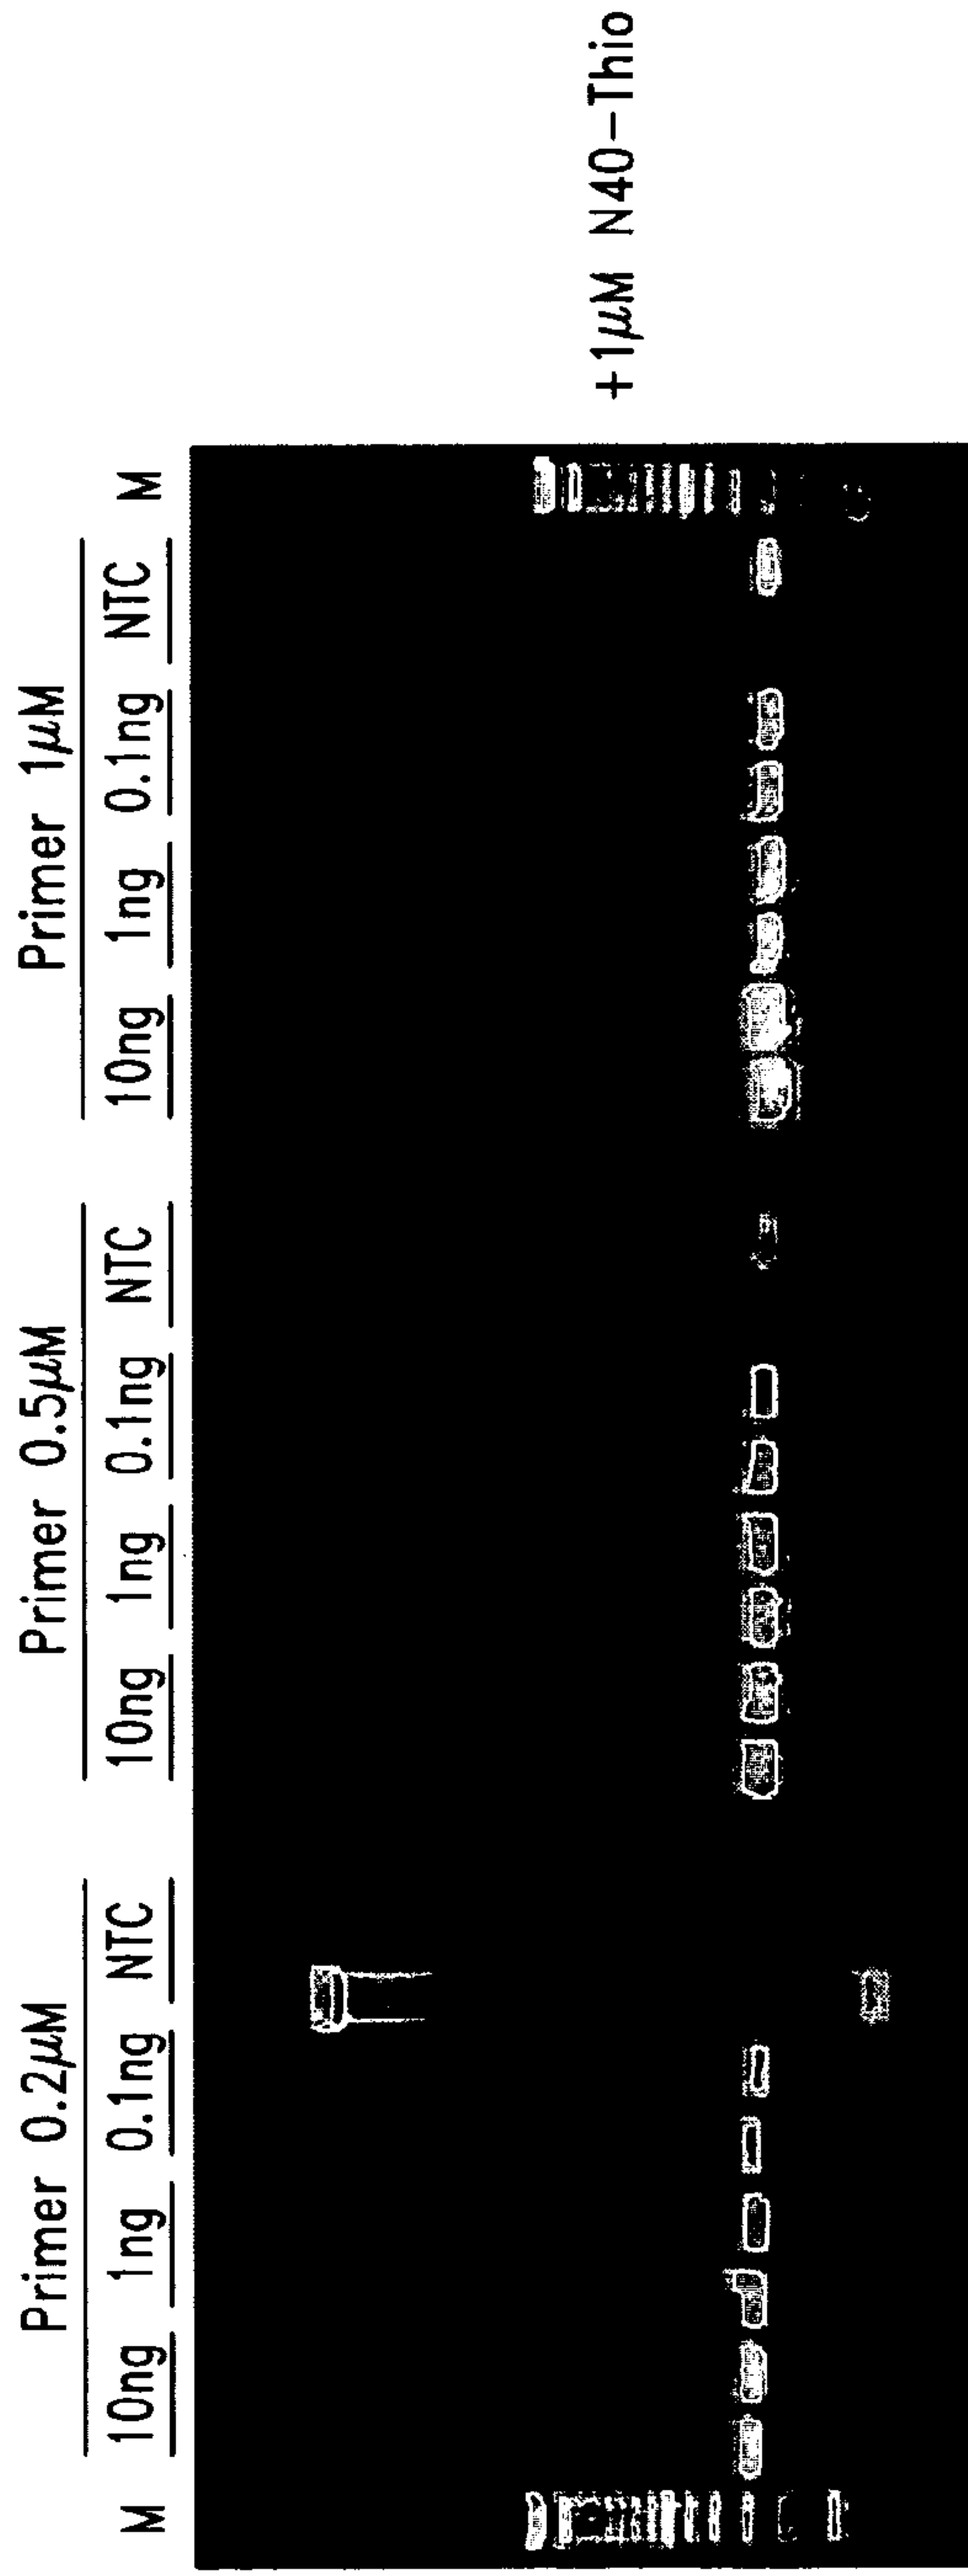 Primer 0.2µM Primer 0.5µM Primer 1µM
M 10ng 1ng 0.1ng NTC 10ng 1ng 0.1ng NTC 10ng 1ng 0.1ng NTC M
+1µM N40-Thio